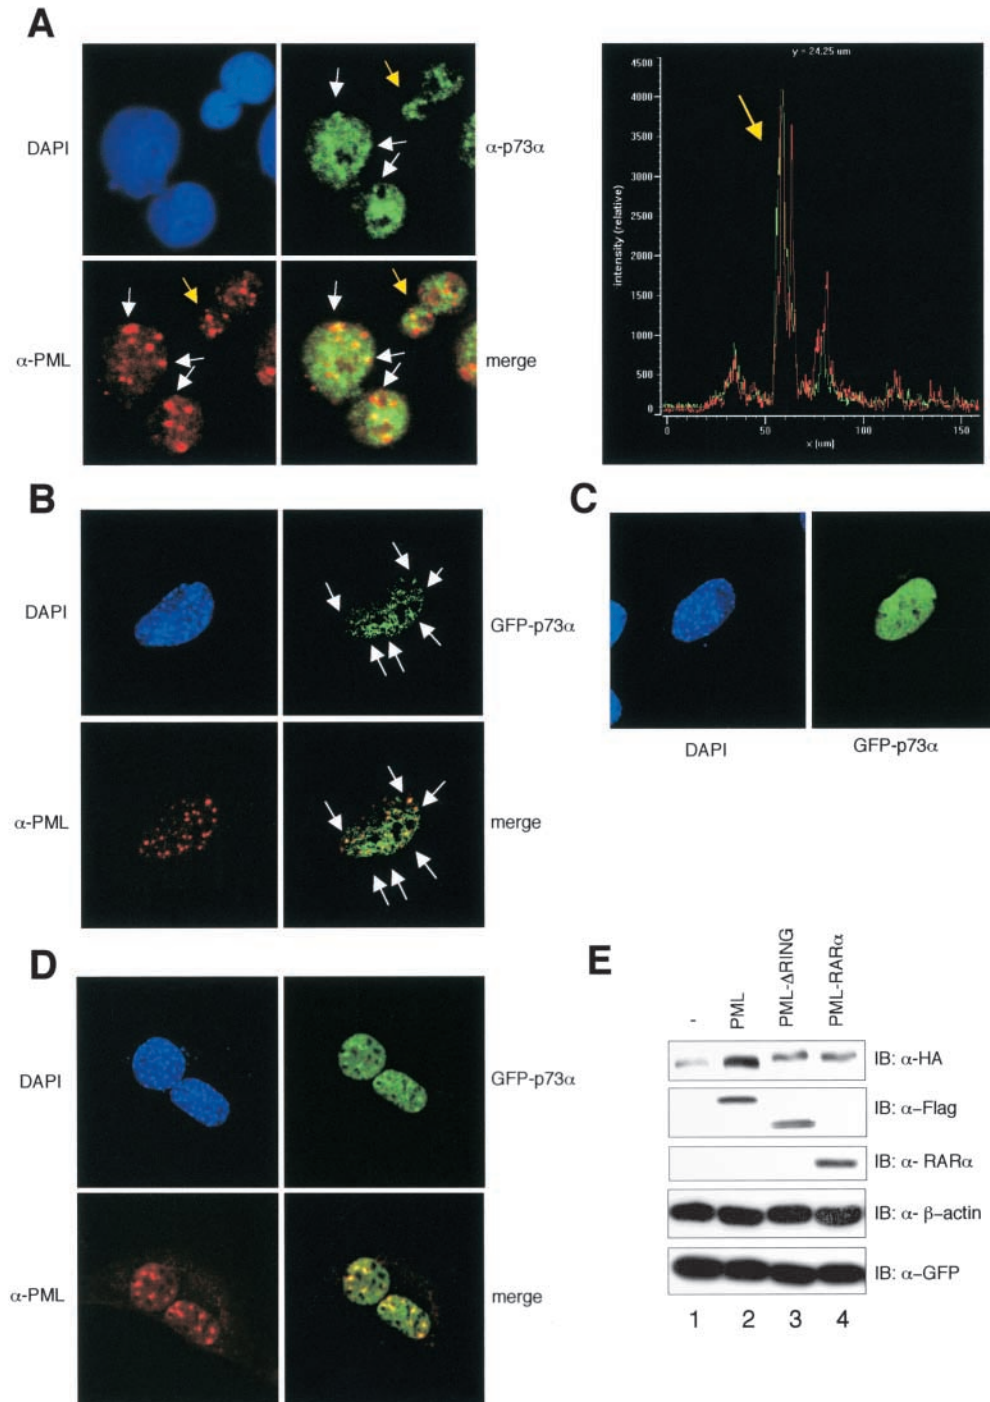 A
DAPI
α-p73α
α-PML
merge
y = 24.25 um
intensity (relative)
4500
4000
3500
3000
2500
2000
1500
1000
500
0
0
50
100
150
x [um]
B
DAPI
GFP-p73α
α-PML
merge
C
DAPI
GFP-p73α
D
DAPI
GFP-p73α
α-PML
merge
E
-
PML
PML-ΔRING
PML-RARα
IB: α-HA
IB: α-Flag
IB: α- RARα
IB: α- β-actin
IB: α-GFP
1 2 3 4